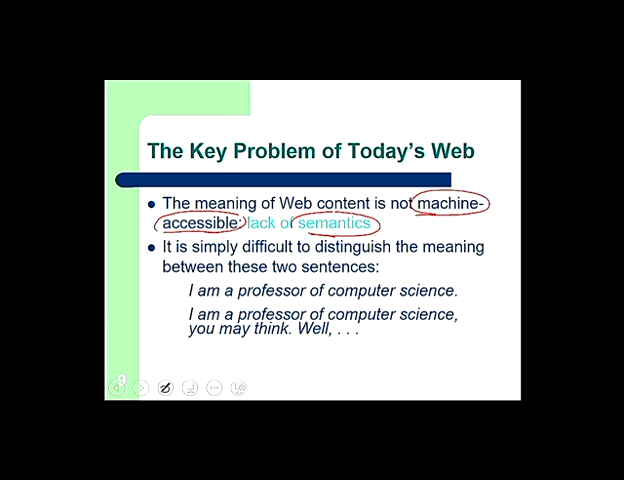 The Key Problem of Today's Web
The meaning of Web content is not machine-
accessible: lack of semantics
It is simply difficult to distinguish the meaning
between these two sentences:
I am a professor of computer science.
I am a professor of computer science,
you may think. Well, . . .